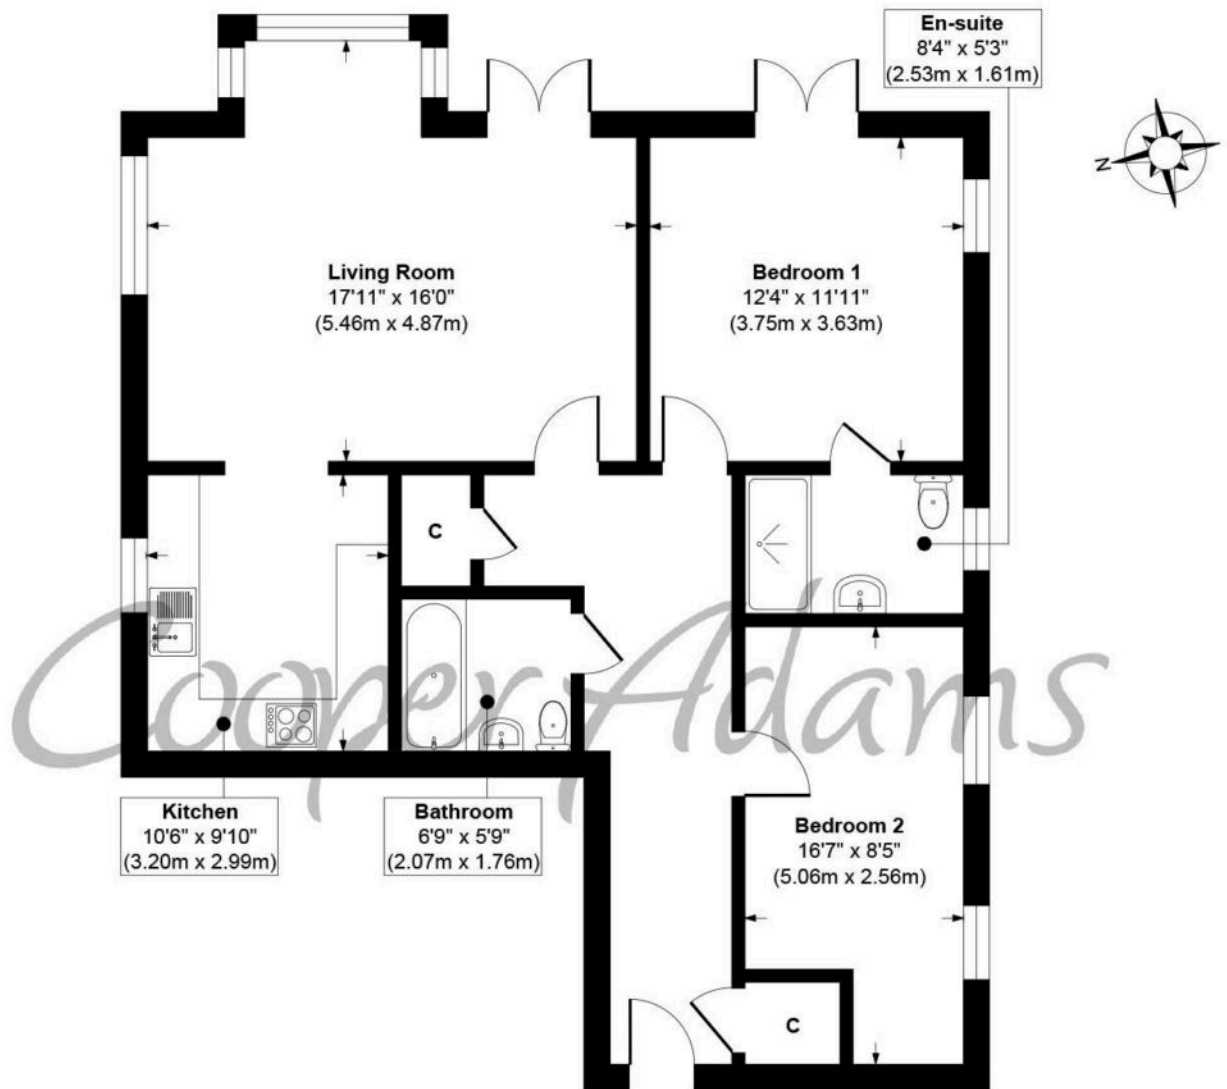 En-suite
8'4" x 5'3"
(2.53m x 1.61m)
N
Living Room
17'11" x 16'0"
(5.46m x 4.87m)
Bedroom 1
12'4" x 11'11"
(3.75m x 3.63m)
C
Cooper Adams
Kitchen
10'6" x 9'10"
(3.20m x 2.99m)
Bathroom
6'9" x 5'9"
(2.07m x 1.76m)
Bedroom 2
16'7" x 8'5"
(5.06m x 2.56m)
C